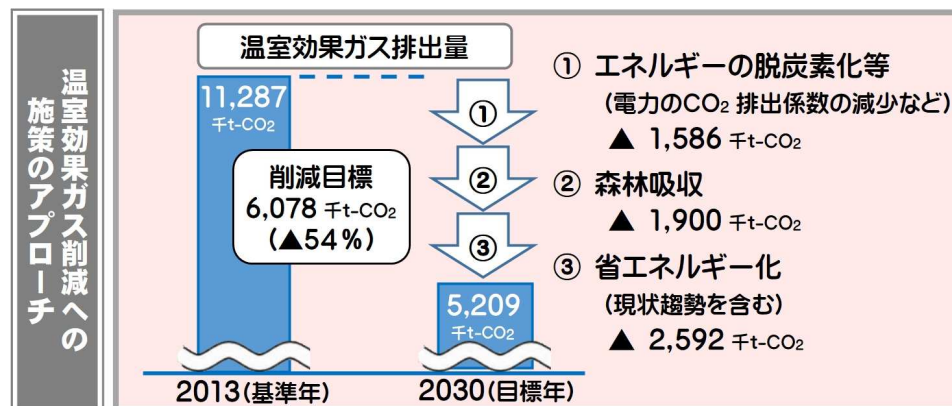 温室効果ガス削減への
施策のアプローチ
温室効果ガス排出量
11,287
千t-CO₂
削減目標
6,078 千t-CO₂
(▲54%)
①
②
③
5,209
千t-CO₂
2013(基準年)
2030(目標年)
① エネルギーの脱炭素化等
(電力のCO₂ 排出係数の減少など)
▲ 1,586 千t-CO₂
② 森林吸収
▲ 1,900 千t-CO₂
③ 省エネルギー化
(現状趨勢を含む)
▲ 2,592 千t-CO₂